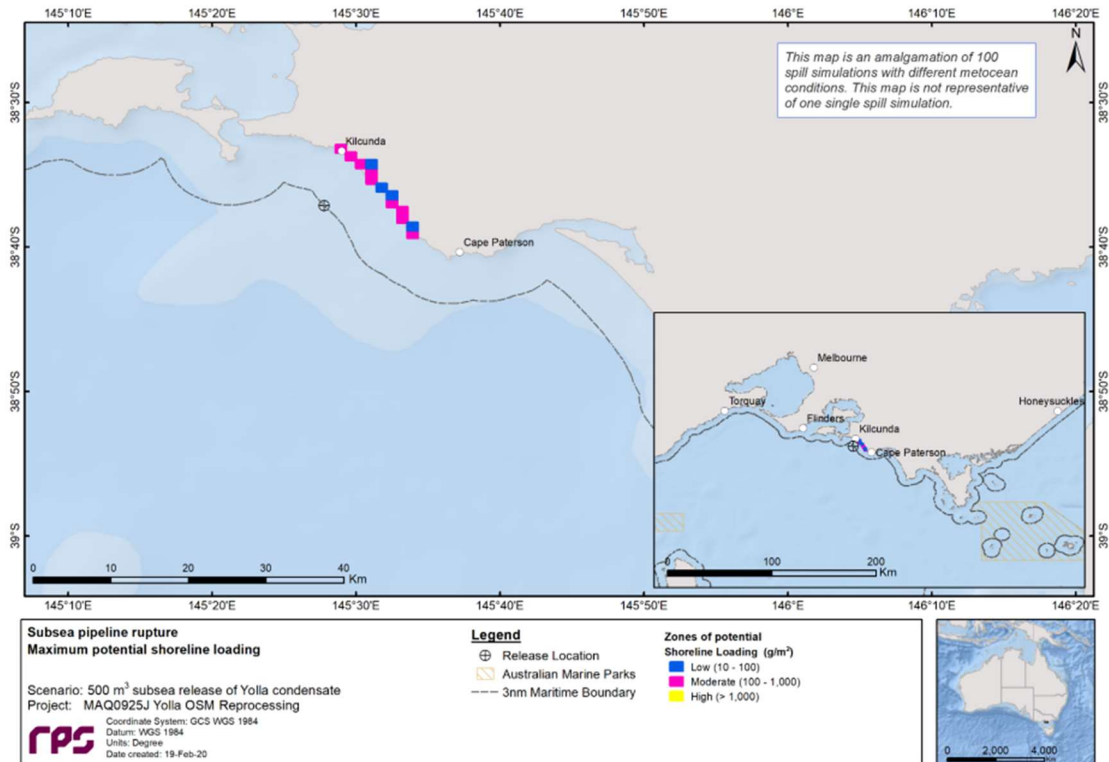 145°10'E 145°20'E 145°30'E 145°40'E 145°50'E 146°E 146°10'E 146°20'E
N
This map is an amalgamation of 100
spill simulations with different metocean
conditions. This map is not representative
of one single spill simulation.
38°30'S 38°30'S
Kilcunda
38°40'S 38°40'S
Cape Paterson
38°50'S 38°50'S
Melbourne
Torquay
Flinders
Honeysuckles
Kilcunda
Cape Paterson
39°S 39°S
0 10 20 30 40 Km
0 100 200 Km
145°10'E 145°20'E 145°30'E 145°40'E 145°50'E 146°E 146°10'E 146°20'E
Subsea pipeline rupture
Maximum potential shoreline loading
Scenario: 500 m³ subsea release of Yolla condensate
Project: MAQ0925J Yolla OSM Reprocessing
rps
Coordinate System: GCS WGS 1984
Datum: WGS 1984
Units: Degree
Date created: 19-Feb-20
Legend
Release Location
Australian Marine Parks
3nm Maritime Boundary
Zones of potential
Shoreline Loading (g/m²)
Low (10 - 100)
Moderate (100 - 1,000)
High (> 1,000)
0 2,000 4,000